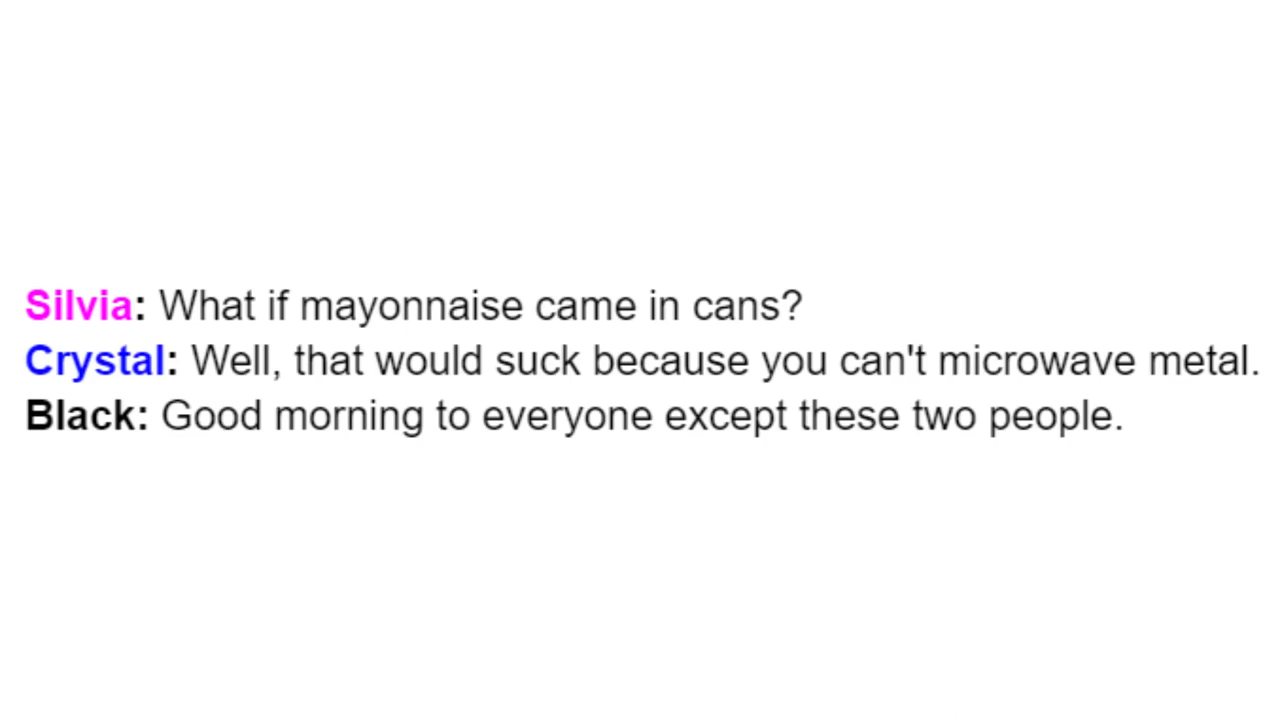 Silvia: What if mayonnaise came in cans?
Crystal: Well, that would suck because you can't microwave metal.
Black: Good morning to everyone except these two people.